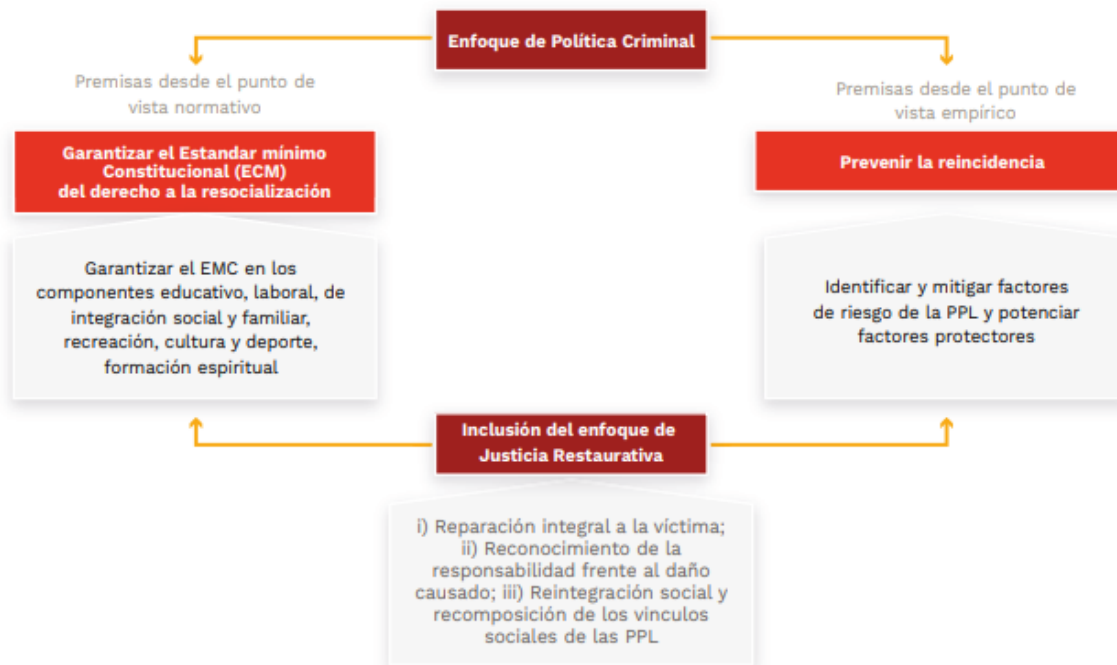 Enfoque de Política Criminal
Premisas desde el punto de
vista normativo
Garantizar el Estandar mínimo
Constitucional (ECM)
del derecho a la resocialización
Garantizar el EMC en los
componentes educativo, laboral, de
integración social y familiar,
recreación, cultura y deporte,
formación espiritual
Premisas desde el punto de
vista empírico
Prevenir la reincidencia
Identificar y mitigar factores
de riesgo de la PPL y potenciar
factores protectores
Inclusión del enfoque de
Justicia Restaurativa
i) Reparación integral a la víctima;
ii) Reconocimiento de la
responsabilidad frente al daño
causado; iii) Reintegración social y
recomposición de los vinculos
sociales de las PPL